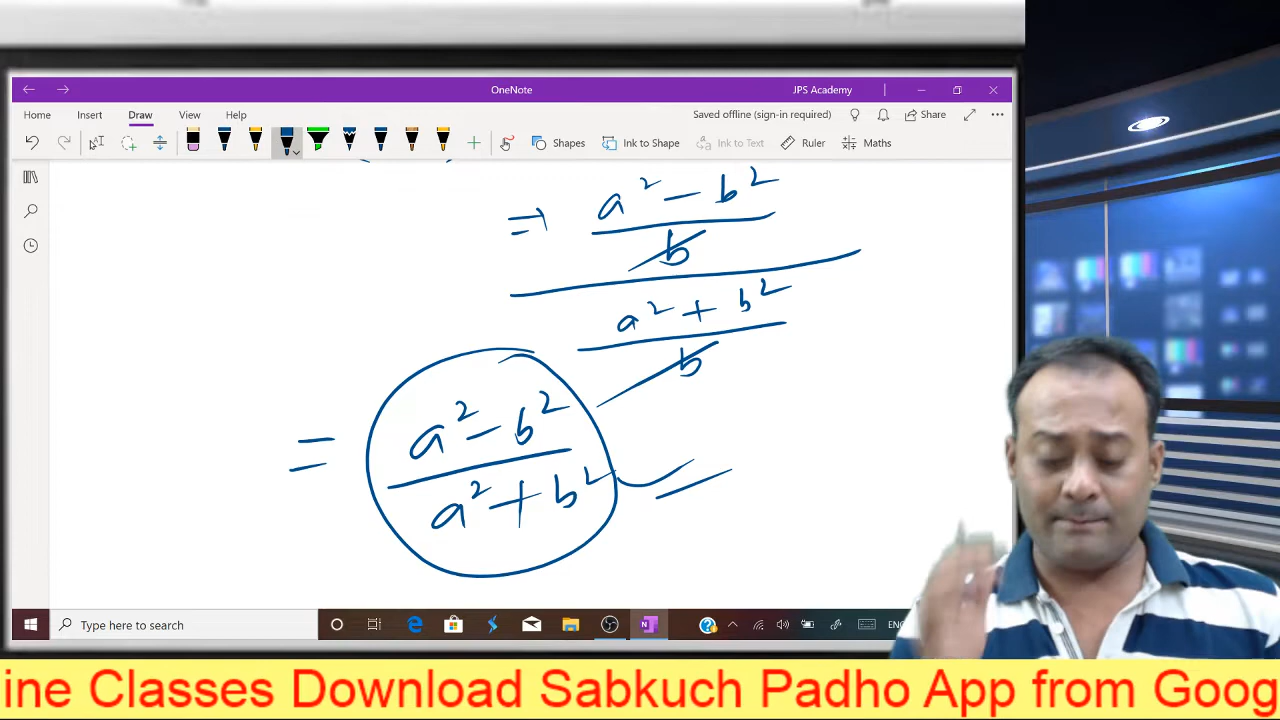 OneNote
JPS Academy
Home Insert Draw View Help
Saved offline (sign-in required)
Share
Shapes
Ink to Shape
Ink to Text
Ruler
Maths
=> a² - b²
b
a² + b²
b
= a² - b²
a² + b²
Type here to search
ENG
ine Classes Download Sabkuch Padho App from Goog